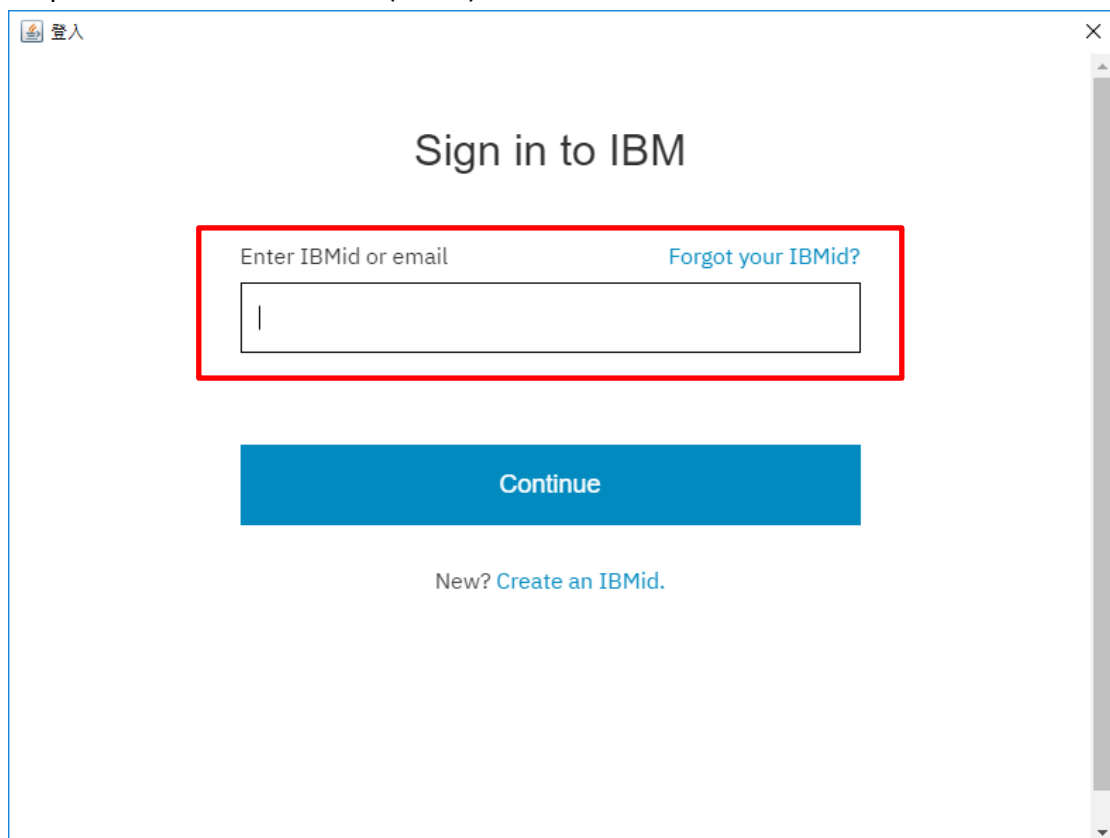 登入
Sign in to IBM
Enter IBMid or email Forgot your IBMid?
Continue
New? Create an IBMid.